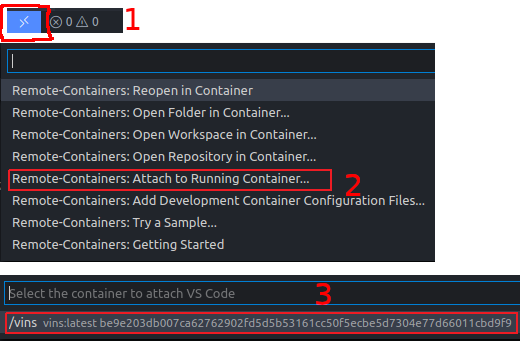 0 0 1
Remote-Containers: Reopen in Container
Remote-Containers: Open Folder in Container...
Remote-Containers: Open Workspace in Container...
Remote-Containers: Open Repository in Container...
Remote-Containers: Attach to Running Container...
2
Remote-Containers: Add Development Container Configuration Files...
Remote-Containers: Try a Sample...
Remote-Containers: Getting Started
Select the container to attach VS Code 3
/vins vins:latest be9e203db007ca62762902fd5d5b53161cc50f5ecbe5d7304e77d66011cbd9f9